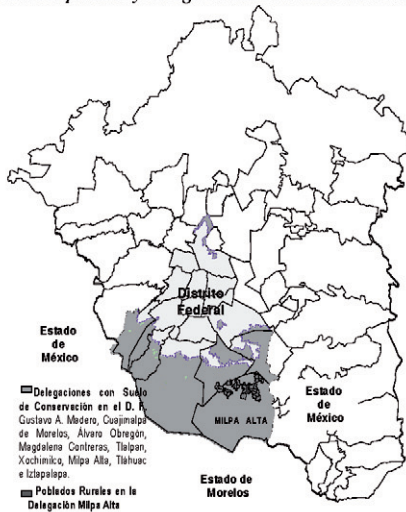 Distrito
Federal
Estado
de
México
Estado
de
México
MILPA ALTA
Delegaciones con Suelo
de Conservación en el D. F.
Gustavo A. Madero, Cuajimalpa
de Morelos, Álvaro Obregón,
Magdalena Contreras, Tlalpan,
Xochimilco, Milpa Alta, Tláhuac
e Iztapalapa.
Estado de
Morelos
Poblados Rurales en la
Delegación Milpa Alta